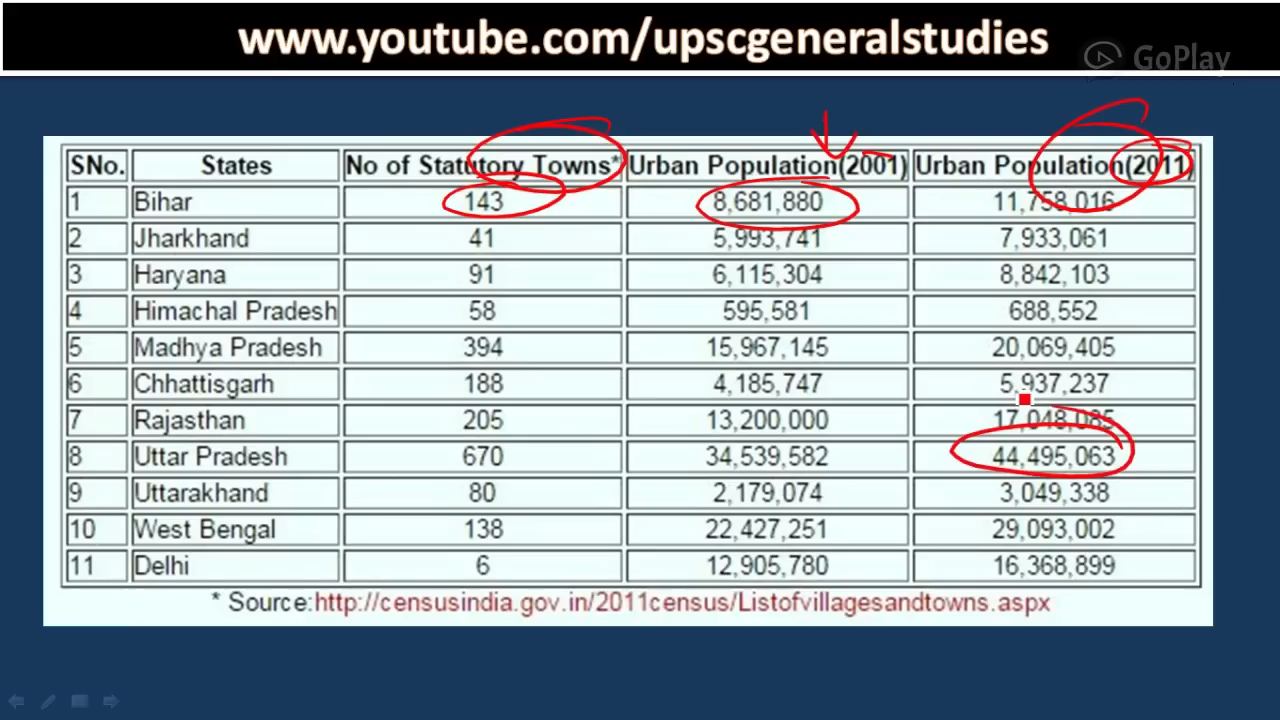 www.youtube.com/upscgeneralstudies
GoPlay
SNo. States No of Statutory Towns* Urban Population(2001) Urban Population(2011)
1 Bihar 143 8,681,880 11,758,016
2 Jharkhand 41 5,993,741 7,933,061
3 Haryana 91 6,115,304 8,842,103
4 Himachal Pradesh 58 595,581 688,552
5 Madhya Pradesh 394 15,967,145 20,069,405
6 Chhattisgarh 188 4,185,747 5,937,237
7 Rajasthan 205 13,200,000 17,048,085
8 Uttar Pradesh 670 34,539,582 44,495,063
9 Uttarakhand 80 2,179,074 3,049,338
10 West Bengal 138 22,427,251 29,093,002
11 Delhi 6 12,905,780 16,368,899
* Source:http://censusindia.gov.in/2011census/Listofvillagesandtowns.aspx